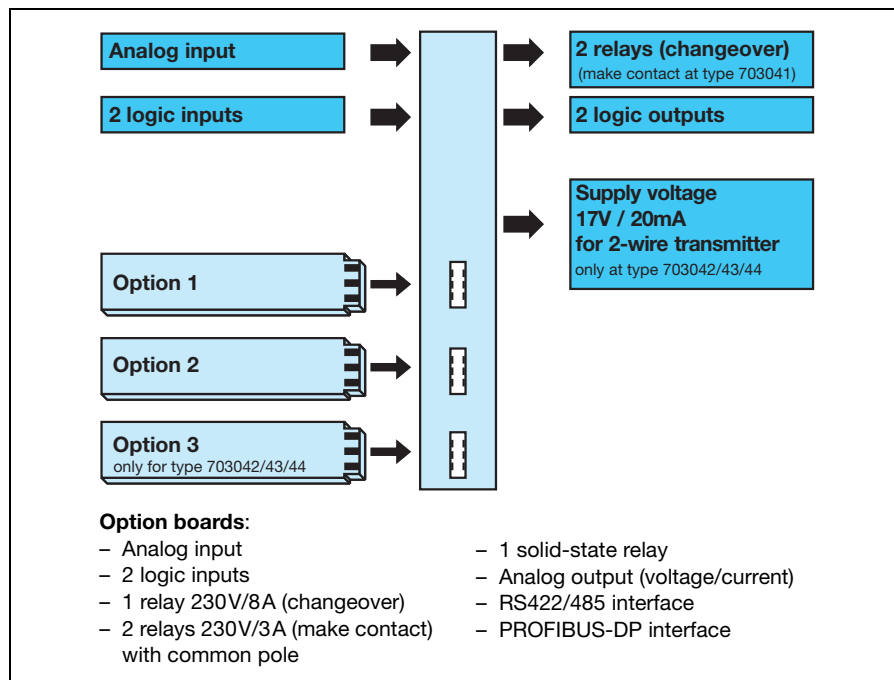 Analog input
2 relays (changeover)
(make contact at type 703041)
2 logic inputs
2 logic outputs
Supply voltage
17V / 20mA
for 2-wire transmitter
only at type 703042/43/44
Option 1
Option 2
Option 3
only for type 703042/43/44
Option boards:
– Analog input
– 2 logic inputs
– 1 relay 230V/8A (changeover)
– 2 relays 230V/3A (make contact)
with common pole
– 1 solid-state relay
– Analog output (voltage/current)
– RS422/485 interface
– PROFIBUS-DP interface